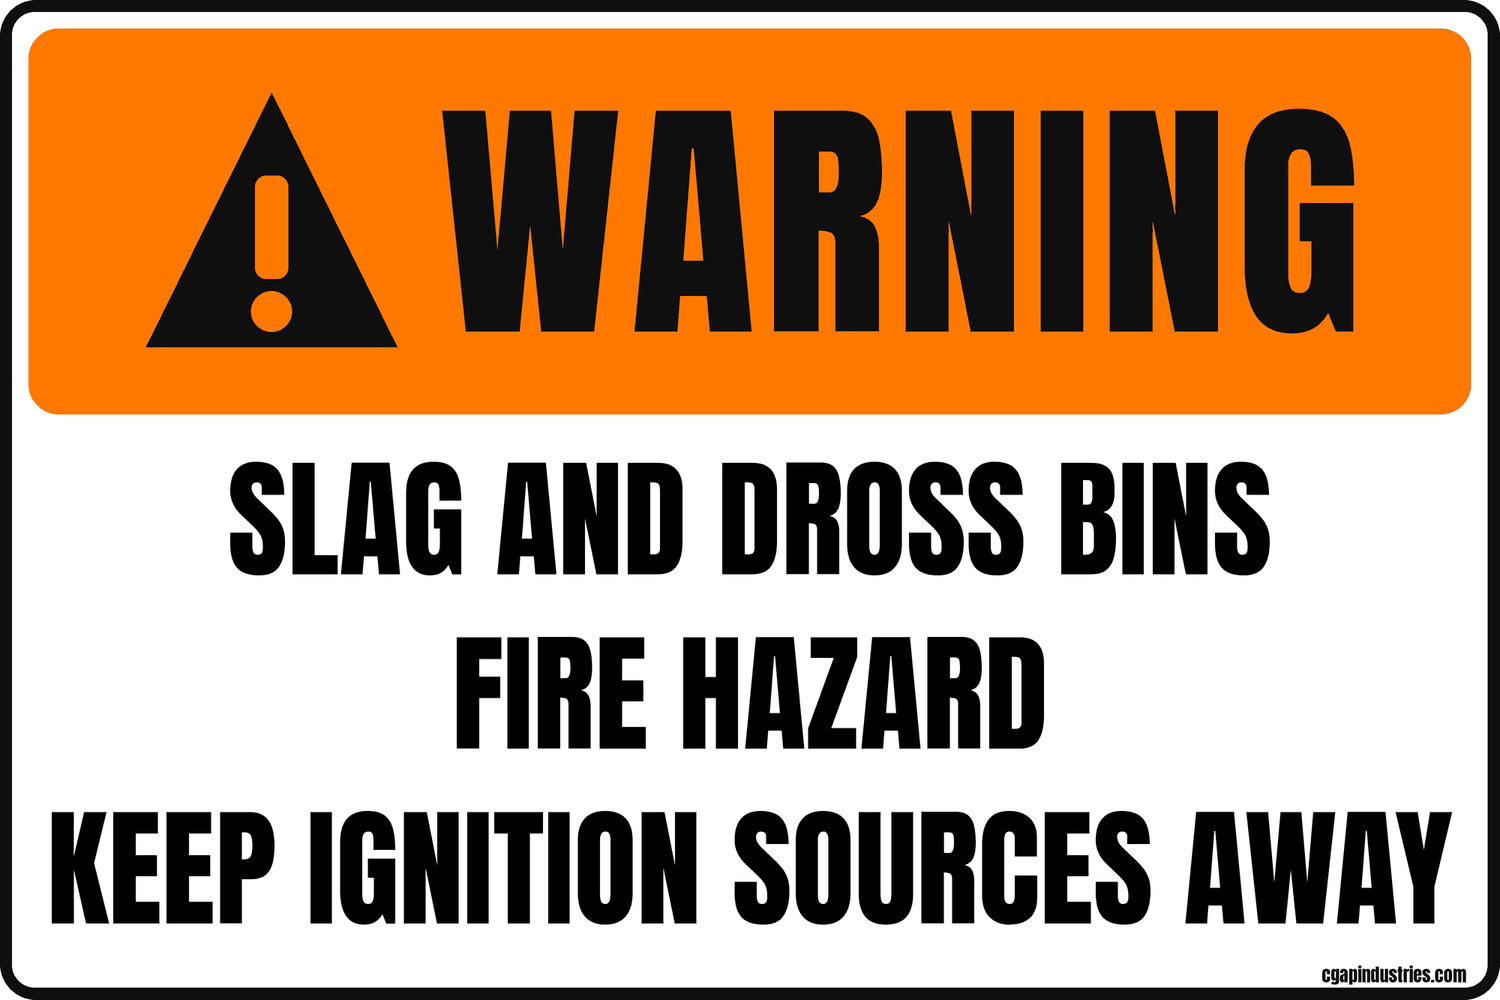 WARNING
SLAG AND DROSS BINS
FIRE HAZARD
KEEP IGNITION SOURCES AWAY
cgapindustries.com